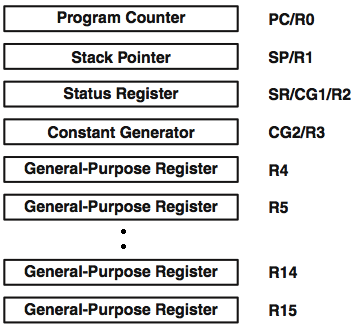 Program Counter PC/R0
Stack Pointer SP/R1
Status Register SR/CG1/R2
Constant Generator CG2/R3
General-Purpose Register R4
General-Purpose Register R5
General-Purpose Register R14
General-Purpose Register R15